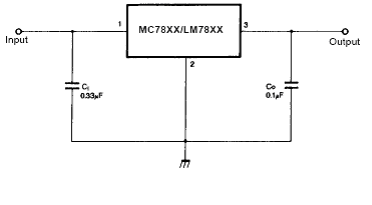 1
MC78XX/LM78XX
3
Input
Output
2
Cᵢ
0.33μF
Co
0.1μF